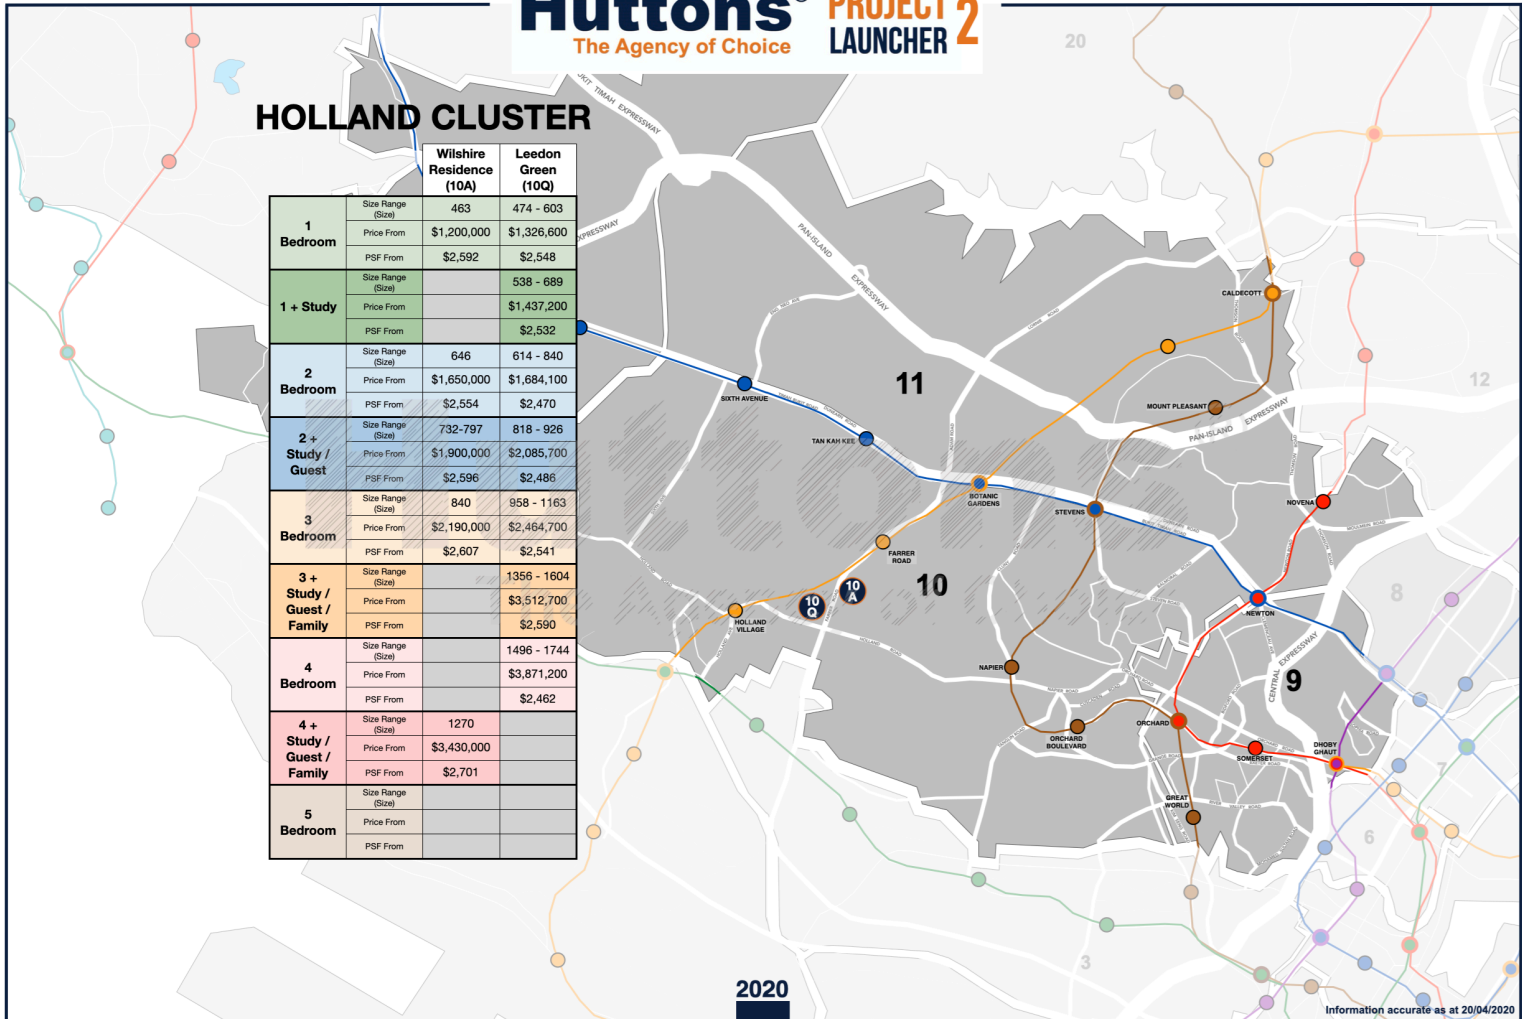 Huttons®
The Agency of Choice
PROJECT
LAUNCHER
2
HOLLAND CLUSTER
Wilshire Residence (10A) Leedon Green (10Q)
1 Bedroom
Size Range (Size) 463 474 - 603
Price From $1,200,000 $1,326,600
PSF From $2,592 $2,548
1 + Study
Size Range (Size) 538 - 689
Price From $1,437,200
PSF From $2,532
2 Bedroom
Size Range (Size) 646 614 - 840
Price From $1,650,000 $1,684,100
PSF From $2,554 $2,470
2 + Study / Guest
Size Range (Size) 732-797 818 - 926
Price From $1,900,000 $2,085,700
PSF From $2,596 $2,486
3 Bedroom
Size Range (Size) 840 958 - 1163
Price From $2,190,000 $2,464,700
PSF From $2,607 $2,541
3 + Study / Guest / Family
Size Range (Size) 1356 - 1604
Price From $3,512,700
PSF From $2,590
4 Bedroom
Size Range (Size) 1496 - 1744
Price From $3,871,200
PSF From $2,462
4 + Study / Guest / Family
Size Range (Size) 1270
Price From $3,430,000
PSF From $2,701
5 Bedroom
Size Range (Size)
Price From
PSF From
TIMAH EXPRESSWAY
PAN-ISLAND EXPRESSWAY
20
CALDECOTT
11
12
SIXTH AVENUE
MOUNT PLEASANT
PAN-ISLAND EXPRESSWAY
TAN KAH KEE
BOTANIC
GARDENS
STEVENS
NOVENA
FARRER
ROAD
10
10
A
10
Q
HOLLAND
VILLAGE
HOLLAND ROAD
8
NEWTON
CENTRAL EXPRESSWAY
9
NAPIER
NAPIER ROAD
ORCHARD
BOULEVARD
ORCHARD
SOMERSET
DHOBY
GHAUT
7
GREAT
WORLD
6
3
2020
Information accurate as at 20/04/2020